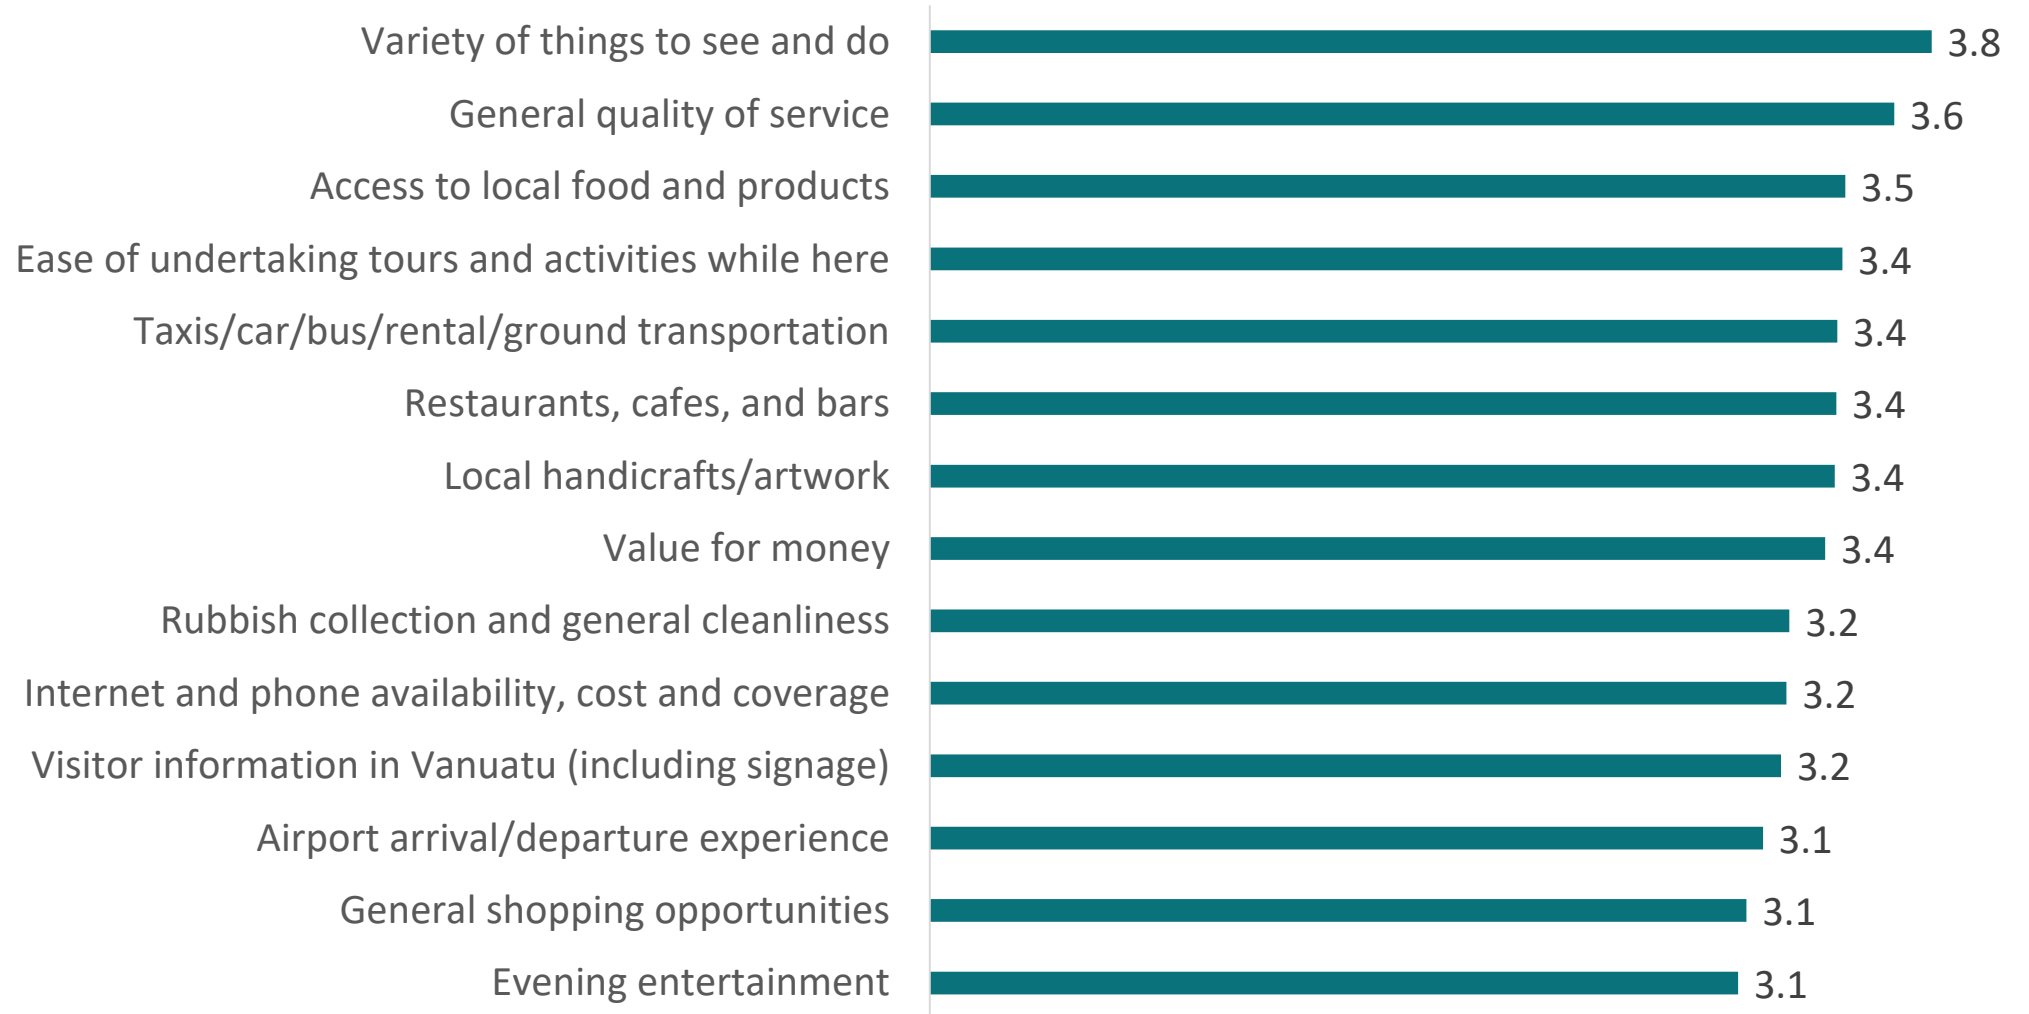 Variety of things to see and do 3.8
General quality of service 3.6
Access to local food and products 3.5
Ease of undertaking tours and activities while here 3.4
Taxis/car/bus/rental/ground transportation 3.4
Restaurants, cafes, and bars 3.4
Local handicrafts/artwork 3.4
Value for money 3.4
Rubbish collection and general cleanliness 3.2
Internet and phone availability, cost and coverage 3.2
Visitor information in Vanuatu (including signage) 3.2
Airport arrival/departure experience 3.1
General shopping opportunities 3.1
Evening entertainment 3.1